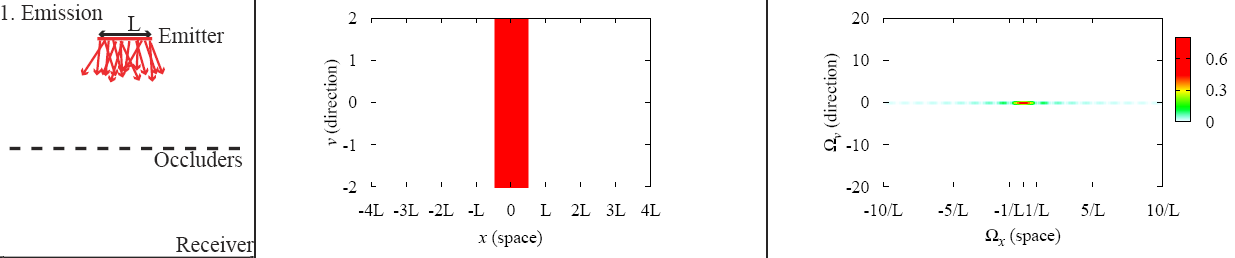 1. Emission
L
Emitter
Occluders
Receiver
2
1
0
-1
-2
v (direction)
-4L -3L -2L -L 0 L 2L 3L 4L
x (space)
20
10
0
-10
-20
Ωv (direction)
-10/L -5/L -1/L1/L 5/L 10/L
Ωx (space)
0.6
0.3
0